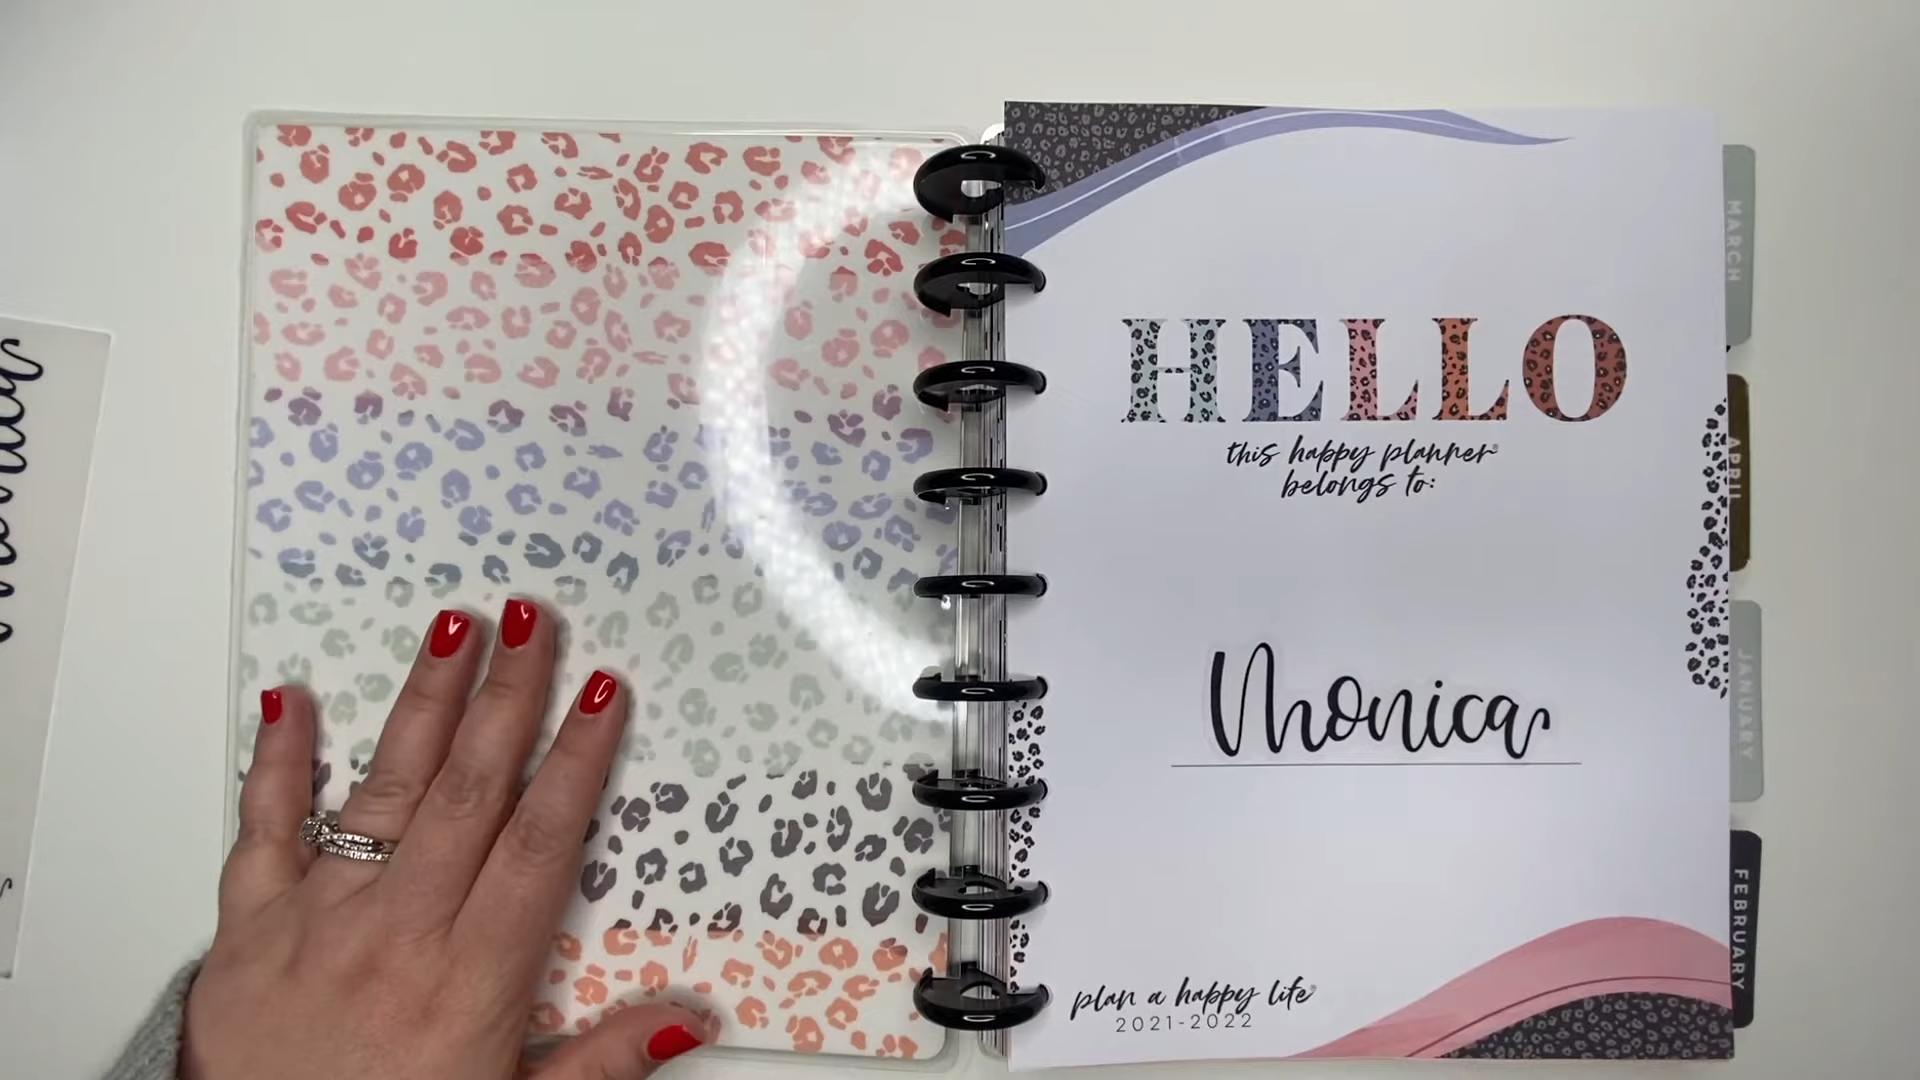 HELLO
this happy planner®
belongs to:
Monica
plan a happy life®
2021-2022
MARCH
APRIL
JANUARY
FEBRUARY